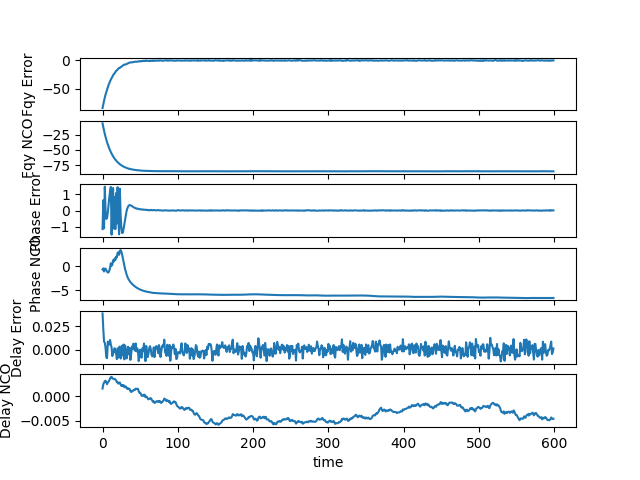 Fqy Error
0
−50
Fqy NCO
−25
−50
−75
Phase Error
1
0
−1
Phase NCO
0
−5
Delay Error
0.025
0.000
Delay NCO
0.000
−0.005
0 100 200 300 400 500 600
time